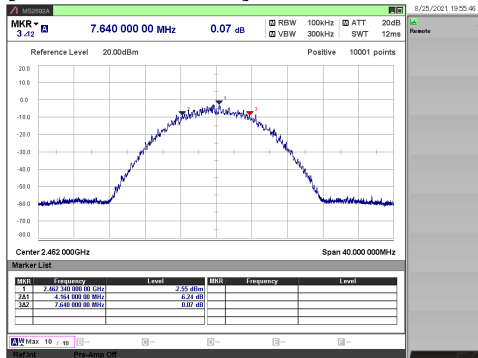 MS2692A
8/25/2021 19:55:46
MKR 3Δ2 A 7.640 000 00 MHz 0.07 dB
RBW 100kHz ATT 20dB
VBW 300kHz SWT 12ms
Remote
Reference Level 20.00dBm Positive 10001 points
20.0
10.0
0.0
-10.0
-20.0
-30.0
-40.0
-50.0
-60.0
-70.0
-80.0
1
2
3
Center 2.462 000GHz Span 40.000 000MHz
Marker List
MKR Frequency Level MKR Frequency Level
1 2.462 340 000 00 GHz -2.55 dBm
2Δ1 -4.164 000 00 MHz -6.24 dB
3Δ2 7.640 000 00 MHz 0.07 dB
A Max 10 / 10
Ref.Int Pre-Amp Off